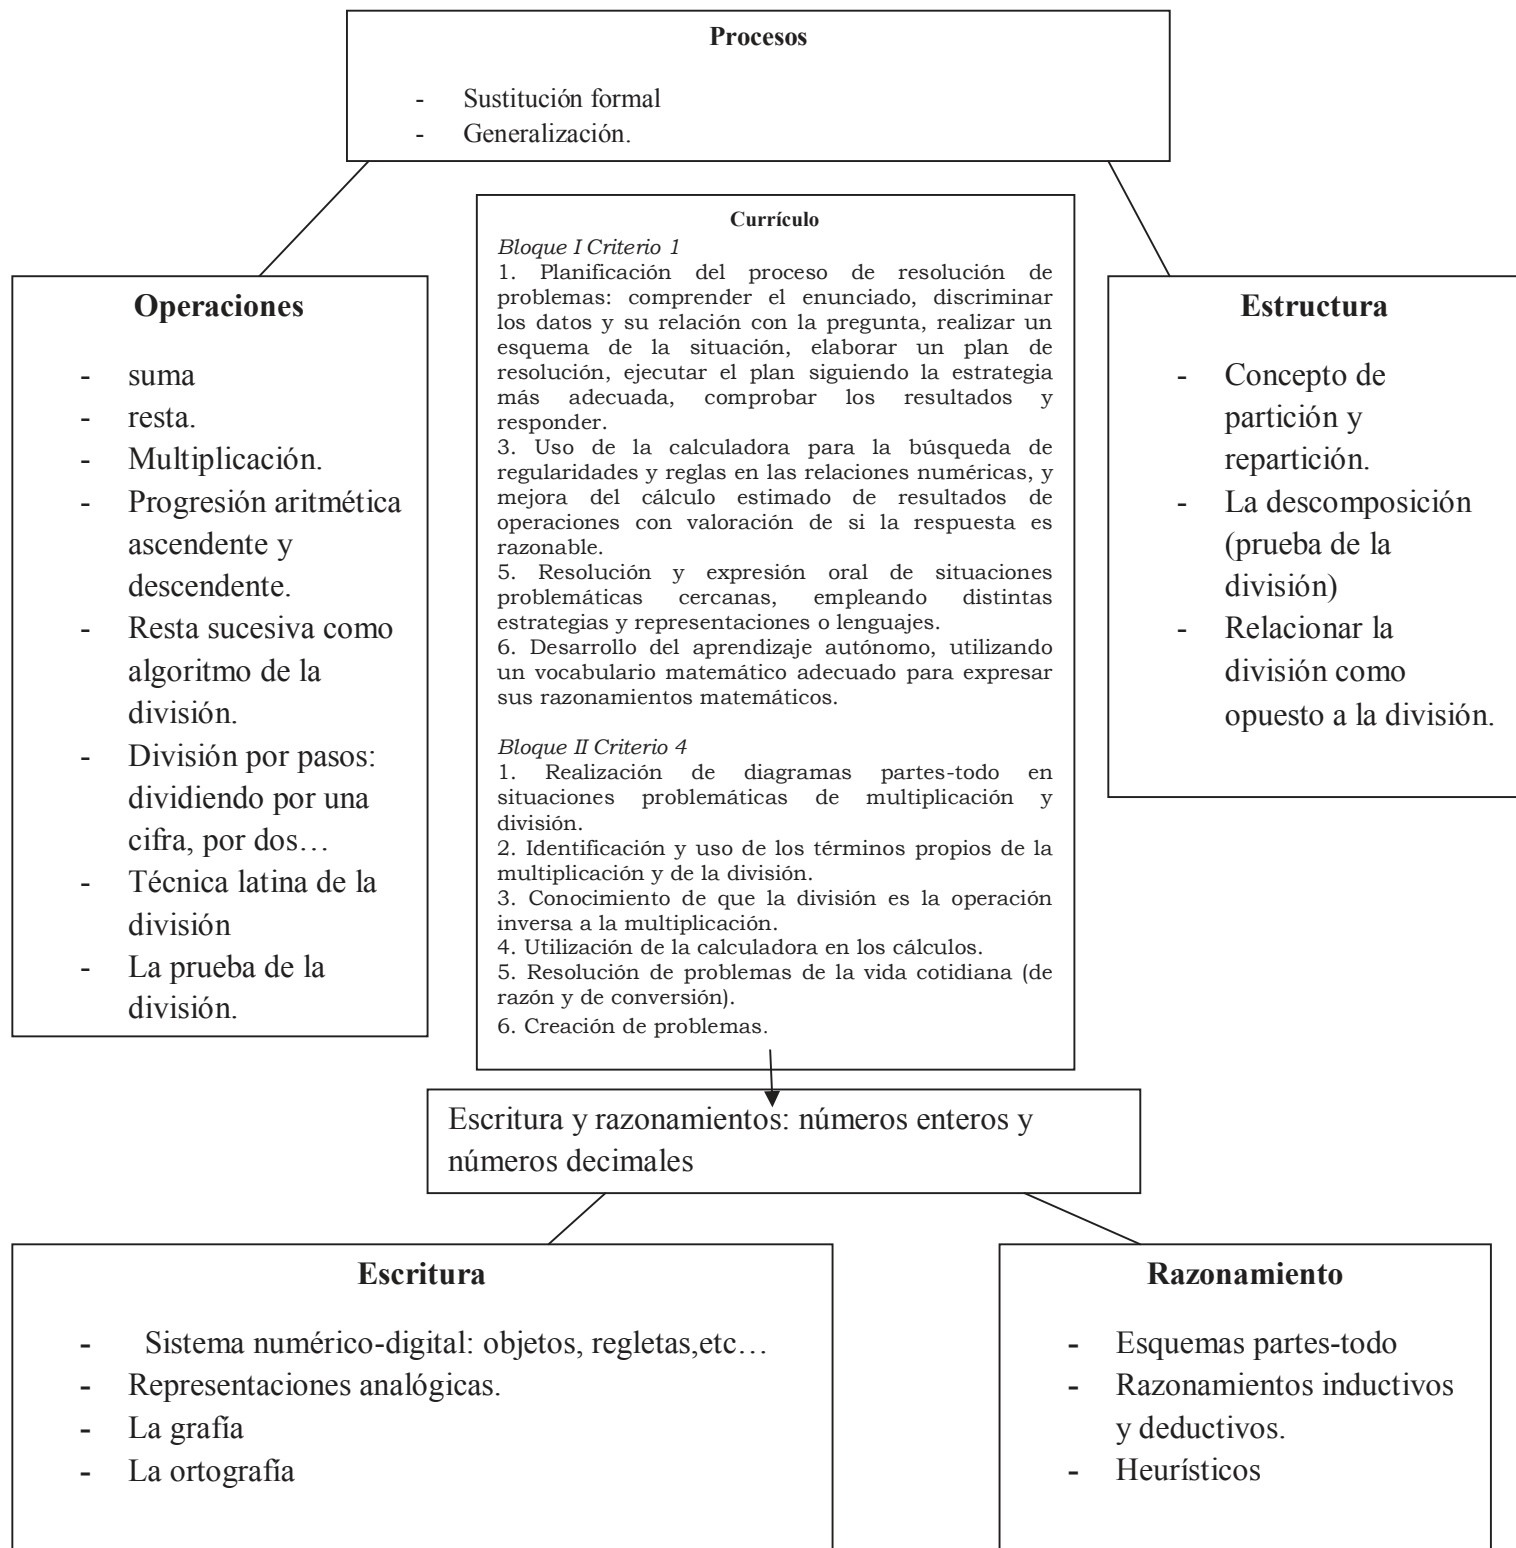 Procesos
- Sustitución formal
- Generalización.
Operaciones
- suma
- resta.
- Multiplicación.
- Progresión aritmética
ascendente y
descendente.
- Resta sucesiva como
algoritmo de la
división.
- División por pasos:
dividiendo por una
cifra, por dos…
- Técnica latina de la
división
- La prueba de la
división.
Currículo
Bloque I Criterio 1
1. Planificación del proceso de resolución de
problemas: comprender el enunciado, discriminar
los datos y su relación con la pregunta, realizar un
esquema de la situación, elaborar un plan de
resolución, ejecutar el plan siguiendo la estrategia
más adecuada, comprobar los resultados y
responder.
3. Uso de la calculadora para la búsqueda de
regularidades y reglas en las relaciones numéricas, y
mejora del cálculo estimado de resultados de
operaciones con valoración de si la respuesta es
razonable.
5. Resolución y expresión oral de situaciones
problemáticas cercanas, empleando distintas
estrategias y representaciones o lenguajes.
6. Desarrollo del aprendizaje autónomo, utilizando
un vocabulario matemático adecuado para expresar
sus razonamientos matemáticos.
Bloque II Criterio 4
1. Realización de diagramas partes-todo en
situaciones problemáticas de multiplicación y
división.
2. Identificación y uso de los términos propios de la
multiplicación y de la división.
3. Conocimiento de que la división es la operación
inversa a la multiplicación.
4. Utilización de la calculadora en los cálculos.
5. Resolución de problemas de la vida cotidiana (de
razón y de conversión).
6. Creación de problemas.
Estructura
- Concepto de
partición y
repartición.
- La descomposición
(prueba de la
división)
- Relacionar la
división como
opuesto a la división.
Escritura y razonamientos: números enteros y
números decimales
Escritura
- Sistema numérico-digital: objetos, regletas,etc…
- Representaciones analógicas.
- La grafía
- La ortografía
Razonamiento
- Esquemas partes-todo
- Razonamientos inductivos
y deductivos.
- Heurísticos